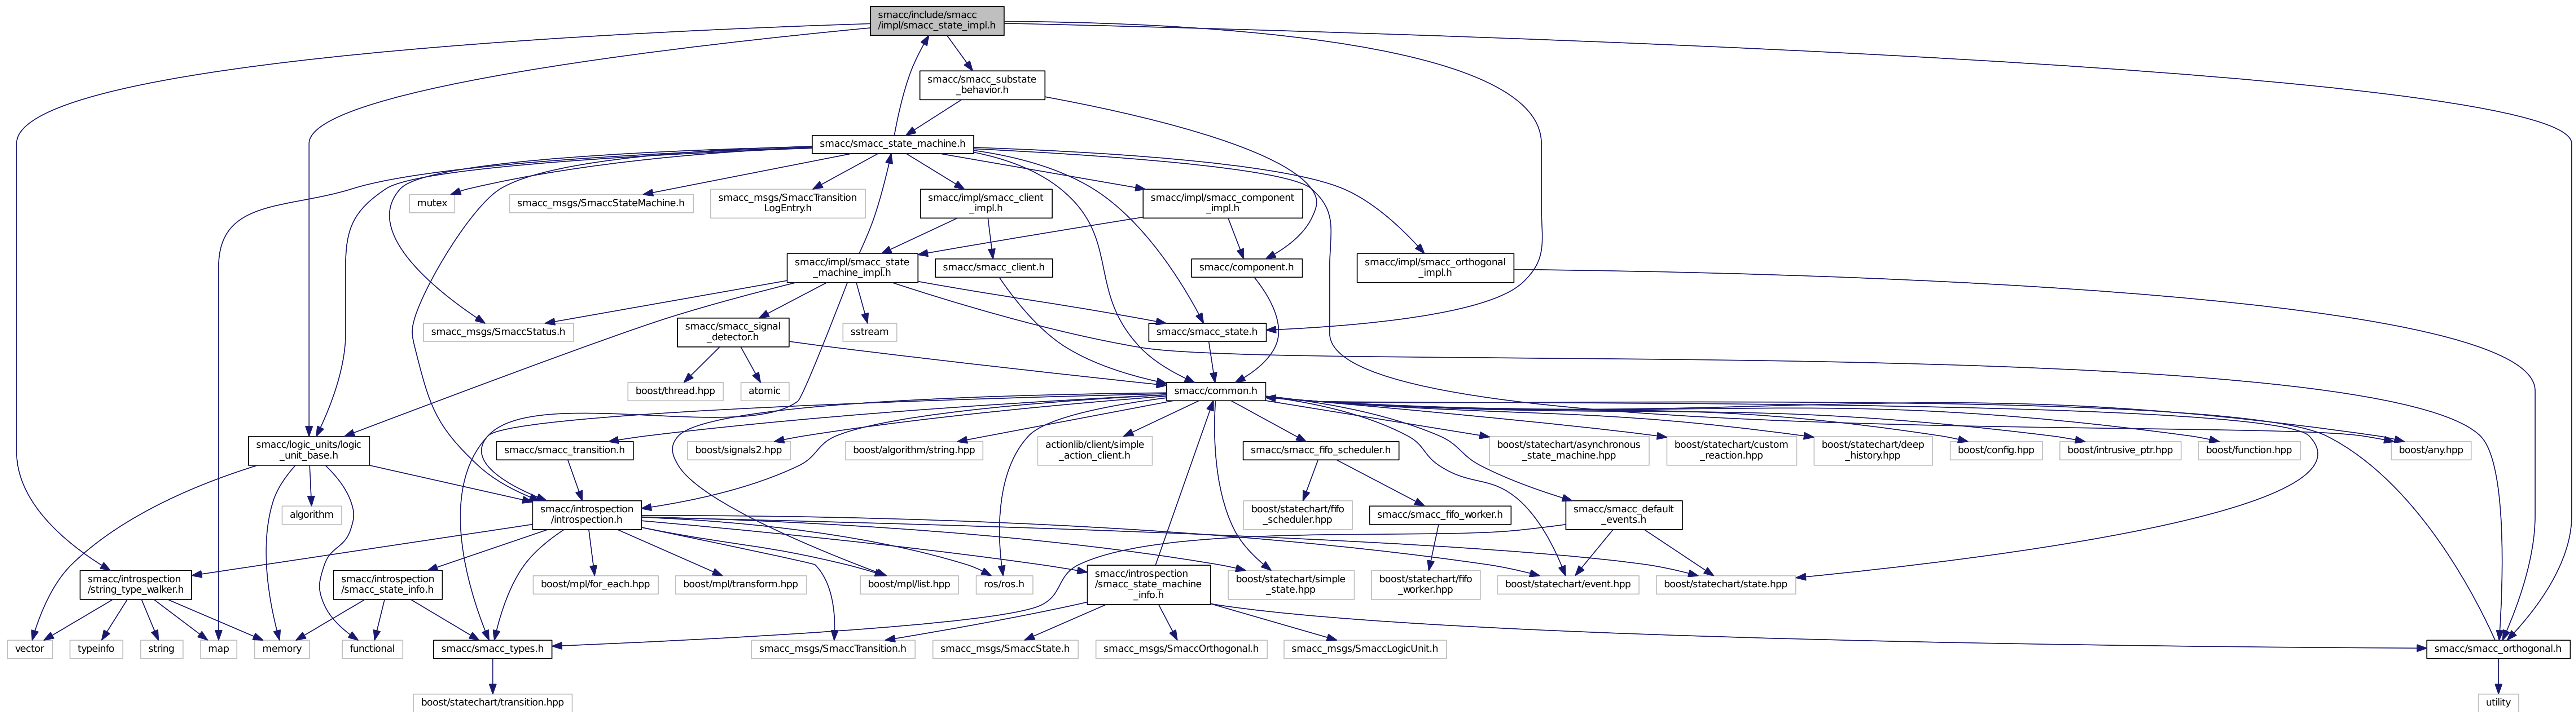 smacc/include/smacc
/impl/smacc_state_impl.h
smacc/smacc_substate
_behavior.h
smacc/smacc_state_machine.h
mutex
smacc_msgs/SmaccStateMachine.h
smacc_msgs/SmaccTransition
LogEntry.h
smacc/impl/smacc_client
_impl.h
smacc/impl/smacc_component
_impl.h
smacc/impl/smacc_state
_machine_impl.h
smacc/smacc_client.h
smacc/component.h
smacc/impl/smacc_orthogonal
_impl.h
smacc_msgs/SmaccStatus.h
smacc/smacc_signal
_detector.h
sstream
smacc/smacc_state.h
boost/thread.hpp
atomic
smacc/common.h
smacc/logic_units/logic
_unit_base.h
smacc/smacc_transition.h
boost/signals2.hpp
boost/algorithm/string.hpp
actionlib/client/simple
_action_client.h
smacc/smacc_fifo_scheduler.h
boost/statechart/asynchronous
_state_machine.hpp
boost/statechart/custom
_reaction.hpp
boost/statechart/deep
_history.hpp
boost/config.hpp
boost/intrusive_ptr.hpp
boost/function.hpp
boost/any.hpp
algorithm
smacc/introspection
/introspection.h
boost/statechart/fifo
_scheduler.hpp
smacc/smacc_fifo_worker.h
smacc/smacc_default
_events.h
smacc/introspection
/string_type_walker.h
smacc/introspection
/smacc_state_info.h
boost/mpl/for_each.hpp
boost/mpl/transform.hpp
boost/mpl/list.hpp
ros/ros.h
smacc/introspection
/smacc_state_machine
_info.h
boost/statechart/simple
_state.hpp
boost/statechart/fifo
_worker.hpp
boost/statechart/event.hpp
boost/statechart/state.hpp
vector
typeinfo
string
map
memory
functional
smacc/smacc_types.h
smacc_msgs/SmaccTransition.h
smacc_msgs/SmaccState.h
smacc_msgs/SmaccOrthogonal.h
smacc_msgs/SmaccLogicUnit.h
smacc/smacc_orthogonal.h
boost/statechart/transition.hpp
utility